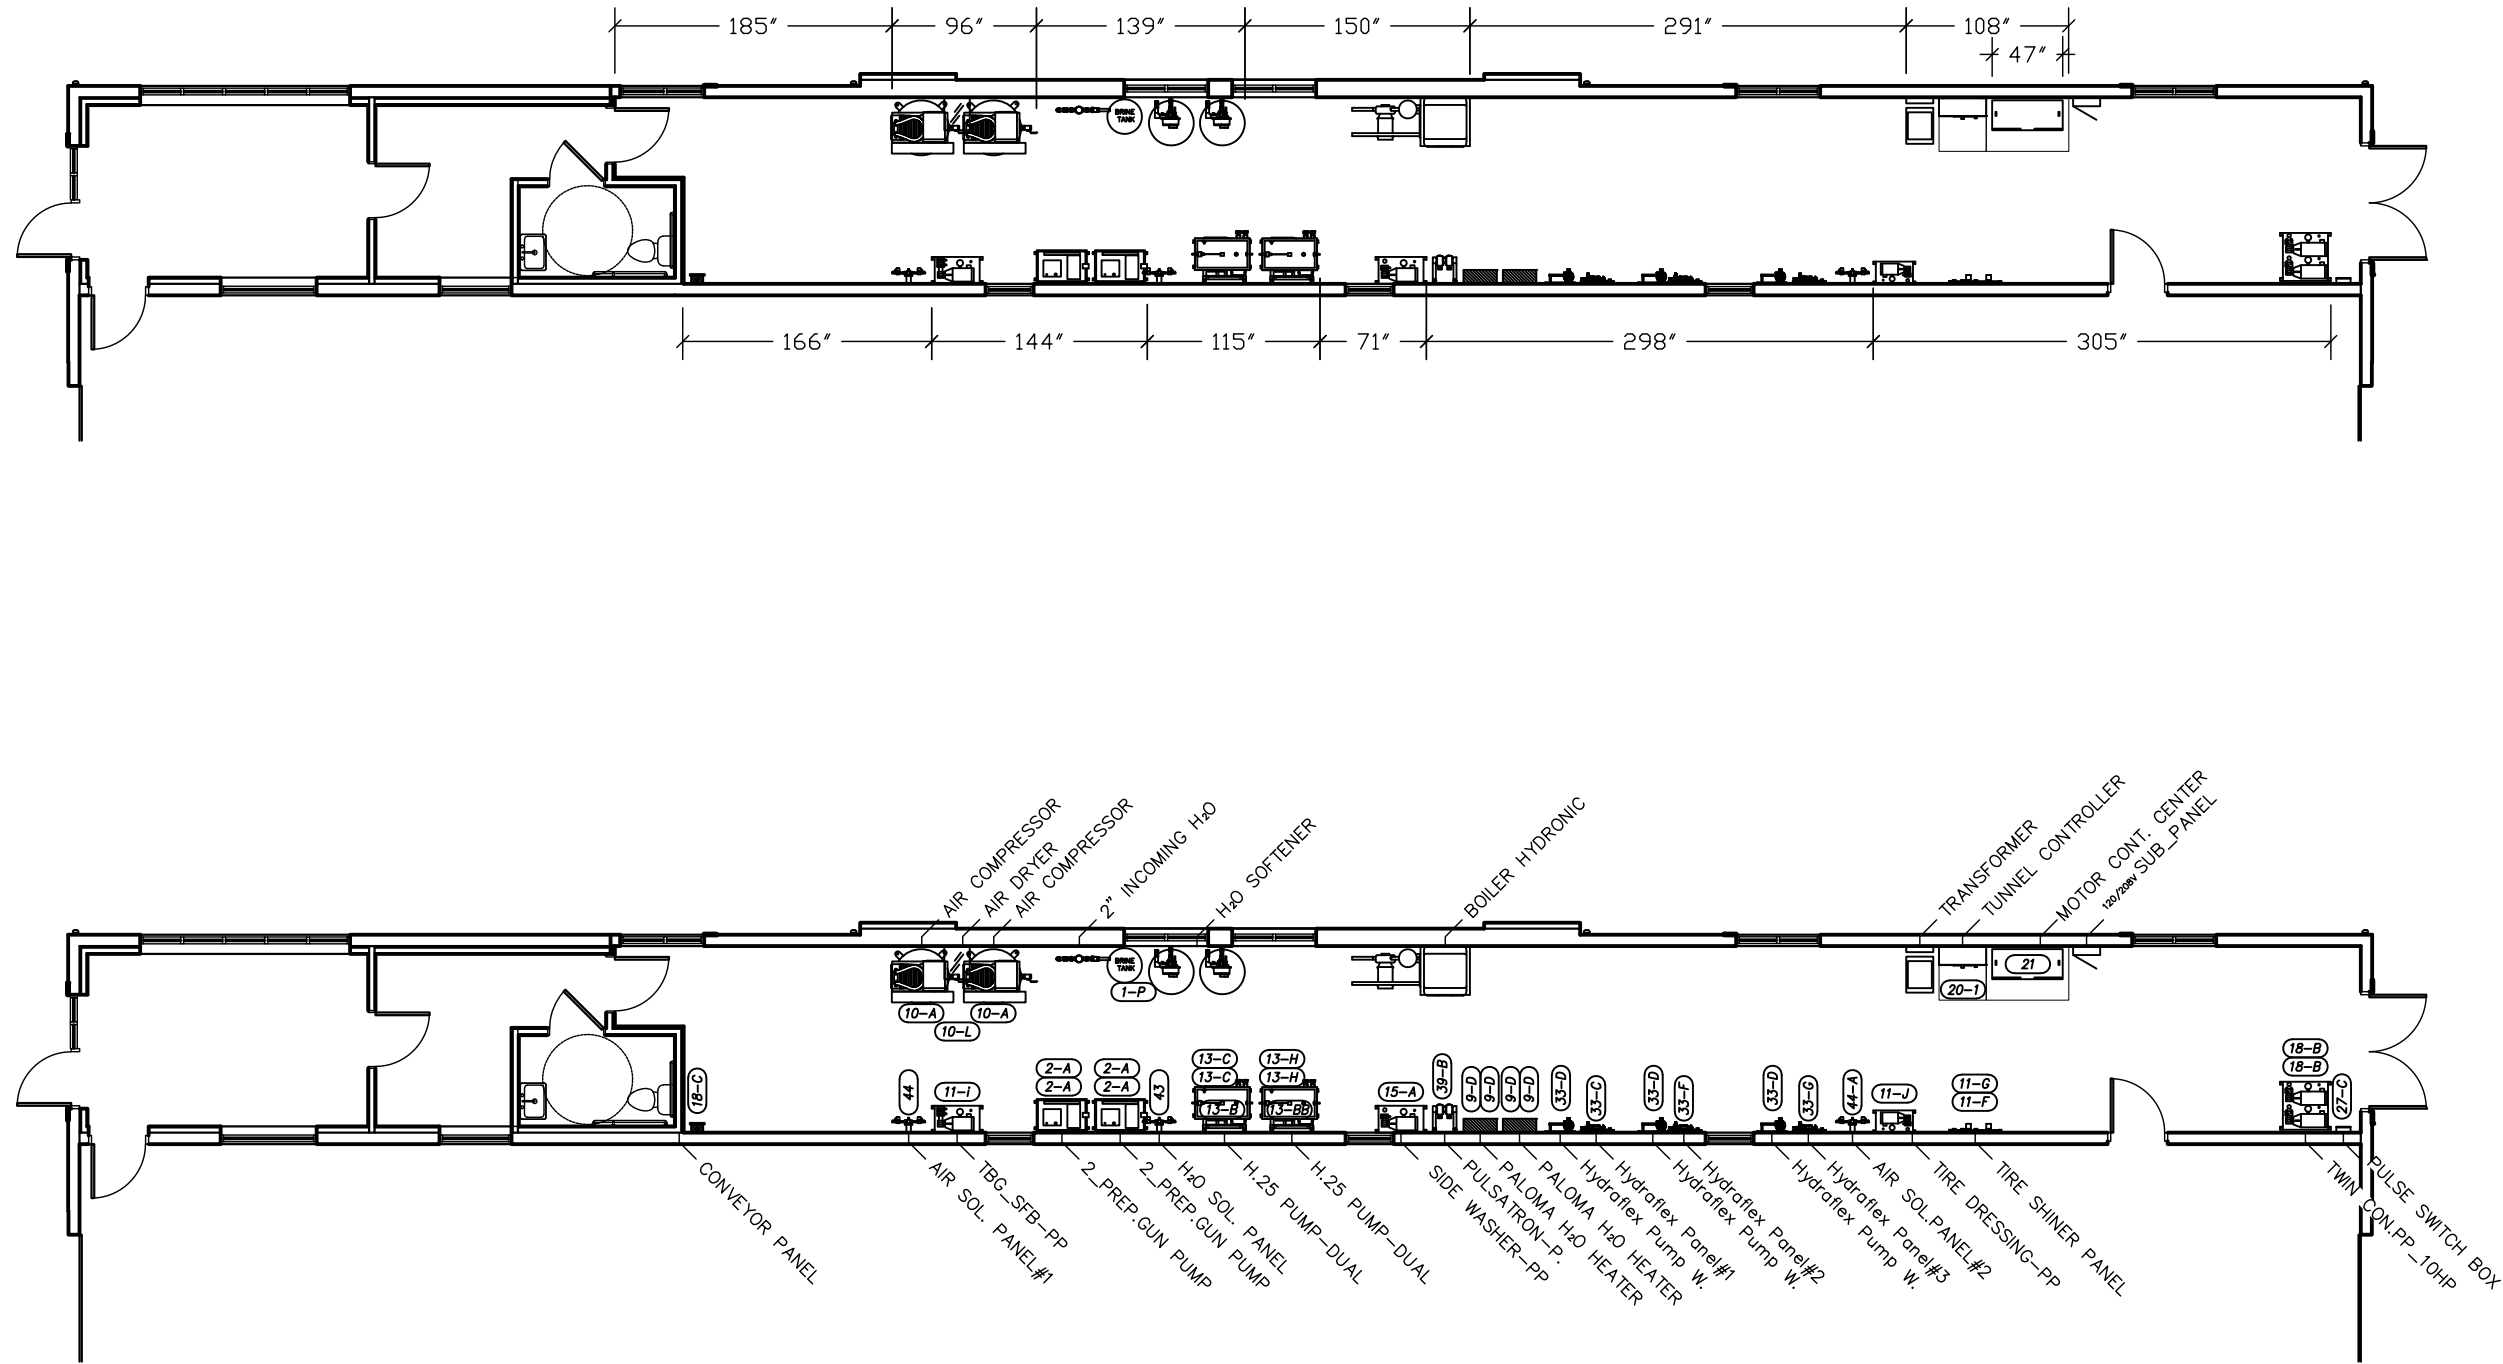 185" 96" 139" 150" 291" 108"
47"
BRINE
TANK
166" 144" 115" 71" 298" 305"
AIR COMPRESSOR
AIR DRYER
AIR COMPRESSOR
2" INCOMING H2O
H2O SOFTENER
BOILER HYDRONIC
TRANSFORMER
TUNNEL CONTROLLER
MOTOR CONT. CENTER
120/208V SUB_PANEL
BRINE
TANK
1-P
10-A
10-L
10-A
20-1
21
18-C
44
11-i
2-A
2-A
2-A
2-A
43
13-C
13-C
13-B
13-H
13-H
13-BB
15-A
39-B
9-D
9-D
9-D
9-D
33-D
33-C
33-D
33-F
33-D
33-G
44-A
11-J
11-G
11-F
18-B
18-B
27-C
CONVEYOR PANEL
AIR SOL. PANEL#1
TBG_SFB-PP
2_PREP.GUN PUMP
2_PREP.GUN PUMP
H2O SOL. PANEL
H.25 PUMP-DUAL
H.25 PUMP-DUAL
SIDE WASHER-PP
PULSATRON-P.
PALOMA H2O HEATER
PALOMA H2O HEATER
Hydraflex Pump W.
Hydraflex Panel#1
Hydraflex Pump W.
Hydraflex Panel#2
Hydraflex Pump W.
Hydraflex Panel#3
AIR SOL.PANEL#2
TIRE DRESSING-PP
TIRE SHINER PANEL
TWIN CON.PP_10HP
PULSE SWITCH BOX